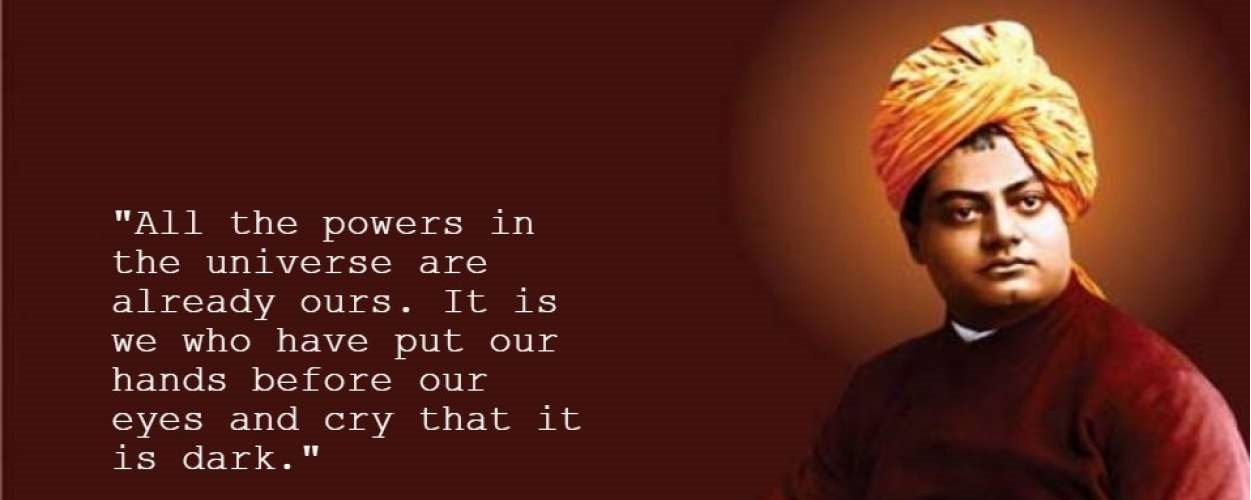 "All the powers in
the universe are
already ours. It is
we who have put our
hands before our
eyes and cry that it
is dark."